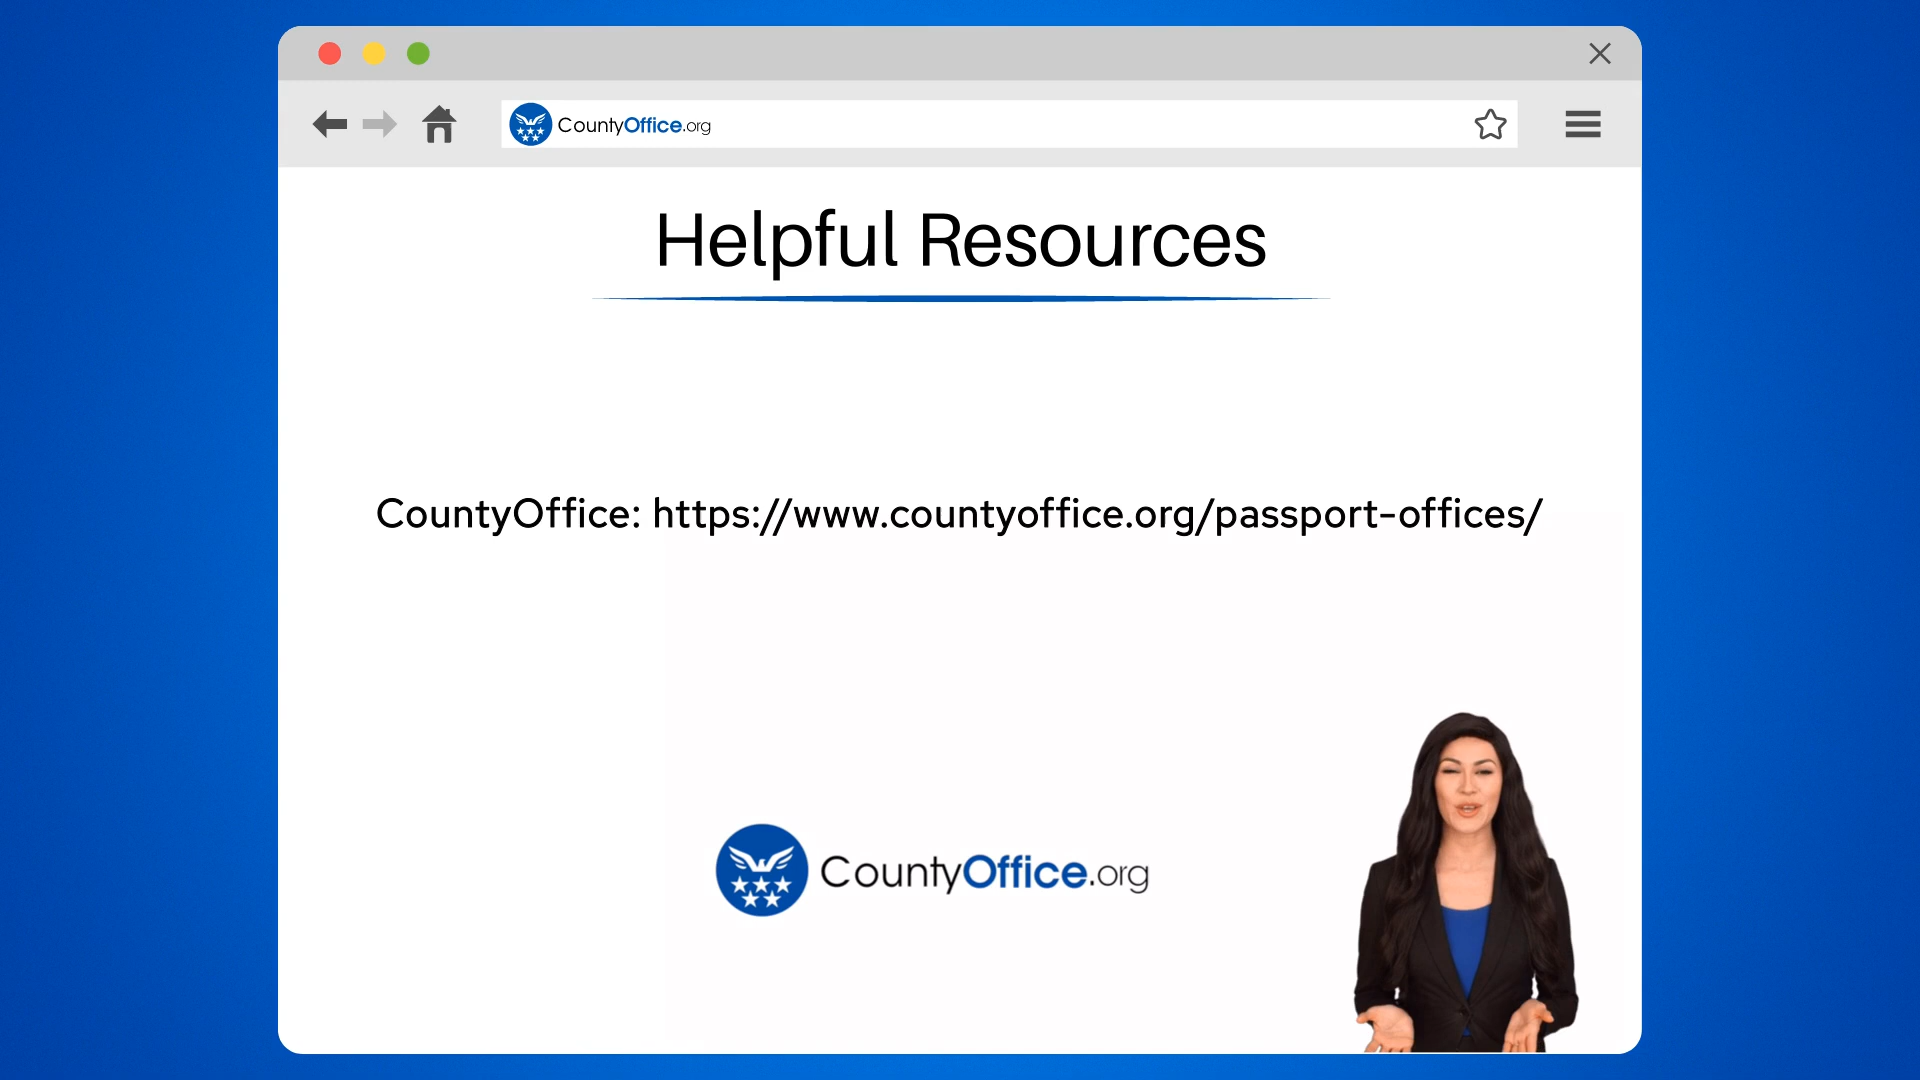 CountyOffice.org
Helpful Resources
CountyOffice: https://www.countyoffice.org/passport-offices/
CountyOffice.org